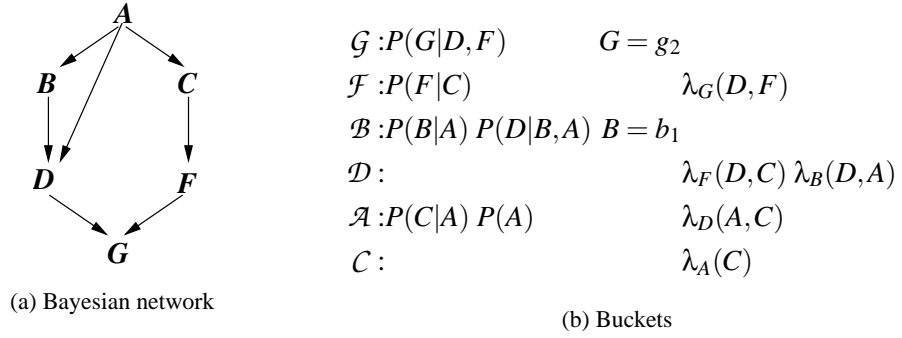 A
B
C
D
F
G
(a) Bayesian network
𝒢 :P(G|D,F) G = g₂
ℱ :P(F|C) λ_G(D,F)
ℬ :P(B|A) P(D|B,A) B = b₁
𝒟 : λ_F(D,C) λ_B(D,A)
𝒜 :P(C|A) P(A) λ_D(A,C)
𝒞 : λ_A(C)
(b) Buckets